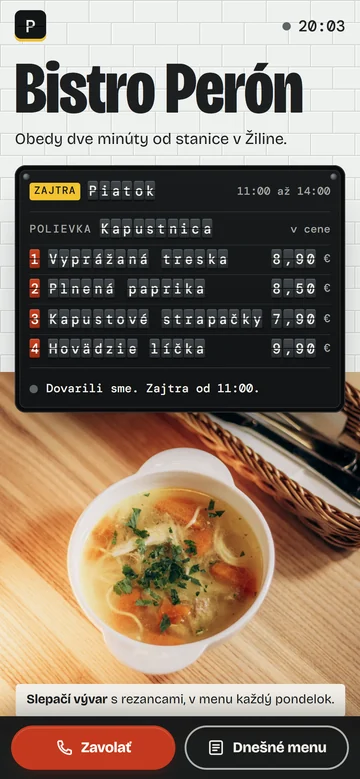 P
20:03
Bistro Perón
Obedy dve minúty od stanice v Žiline.
ZAJTRA Piatok 11:00 až 14:00
POLIEVKA Kapustnica v cene
1 Vyprážaná treska 8,90 €
2 Plnená paprika 8,50 €
3 Kapustové strapačky 7,90 €
4 Hovädzie líčka 9,90 €
Dovarili sme. Zajtra od 11:00.
Slepačí vývar s rezancami, v menu každý pondelok.
Zavolať
Dnešné menu